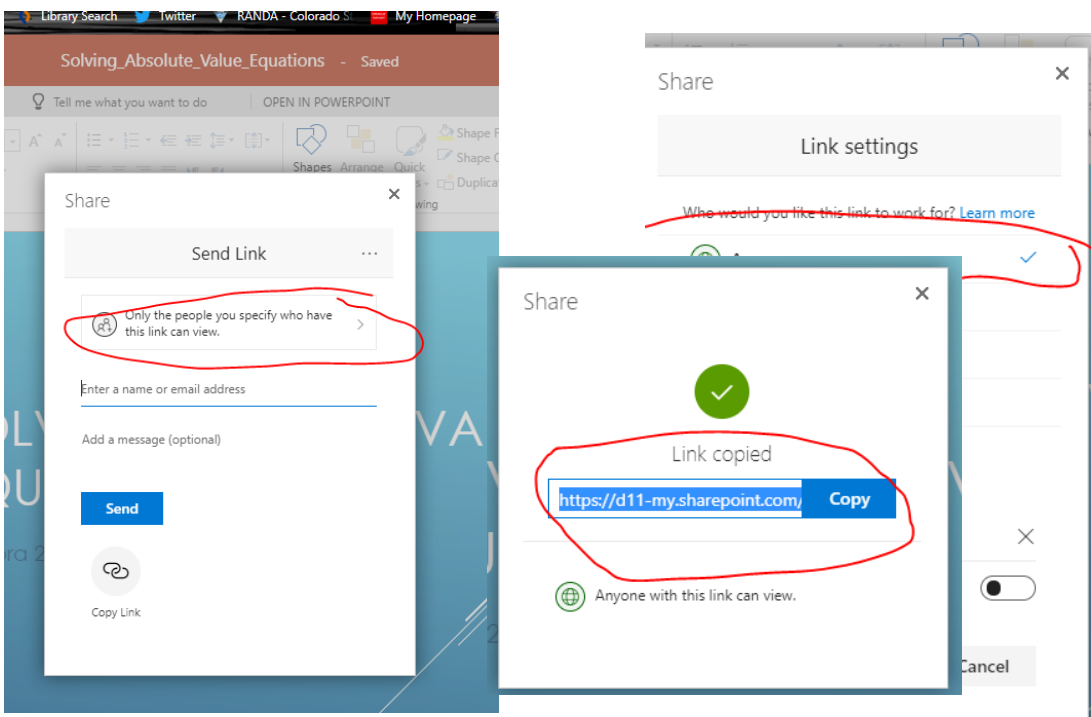 Library Search Twitter RANDA - Colorado My Homepage
Solving_Absolute_Value_Equations - Saved
Tell me what you want to do OPEN IN POWERPOINT
Shape
Shape
Shapes Arrange Quick
Share
Send Link
Only the people you specify who have
this link can view.
Enter a name or email address
Add a message (optional)
Send
Copy Link
VA
QU
Share
Link settings
Who would you like this link to work for? Learn more
Share
Link copied
https://d11-my.sharepoint.com/ Copy
Anyone with this link can view.
Cancel